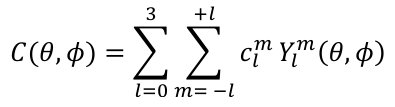 C(θ, ϕ) = ∑_{l=0}^{3} ∑_{m= −l}^{+l} c_l^m Y_l^m(θ, ϕ)